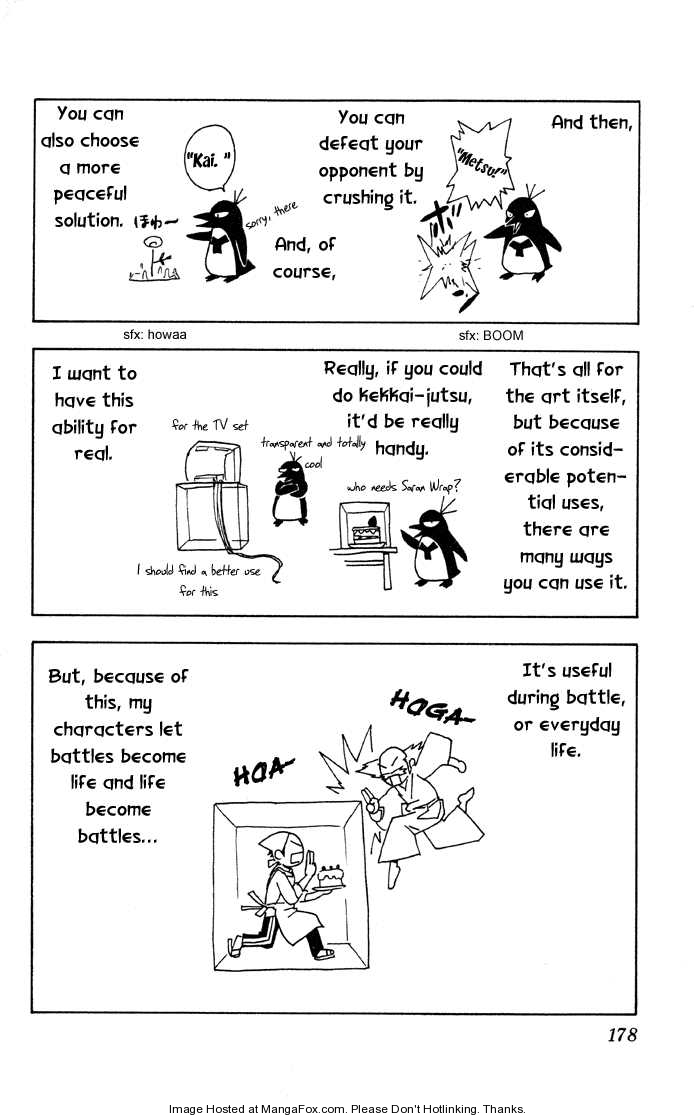 And then,
"Metsu!"
You can
defeat your
opponent by
crushing it.
And, of
course,
"Kai. "
sorry, there
You can
also choose
a more
peaceful
solution.
ほわ～
sfx: BOOM
sfx: howaa
That's all for
the art itself,
but because
of its consid-
erable poten-
tial uses,
there are
many ways
you can use it.
Really, if you could
do kekkai-jutsu,
it'd be really
handy.
who needs Saran Wrap?
transparent and totally
cool
for the TV set
I should find a better use
for this
I want to
have this
ability for
real.
It's useful
during battle,
or everyday
life.
HAGA-
HAA-
But, because of
this, my
characters let
battles become
life and life
become
battles...
178
Image Hosted at MangaFox.com. Please Don't Hotlinking. Thanks.